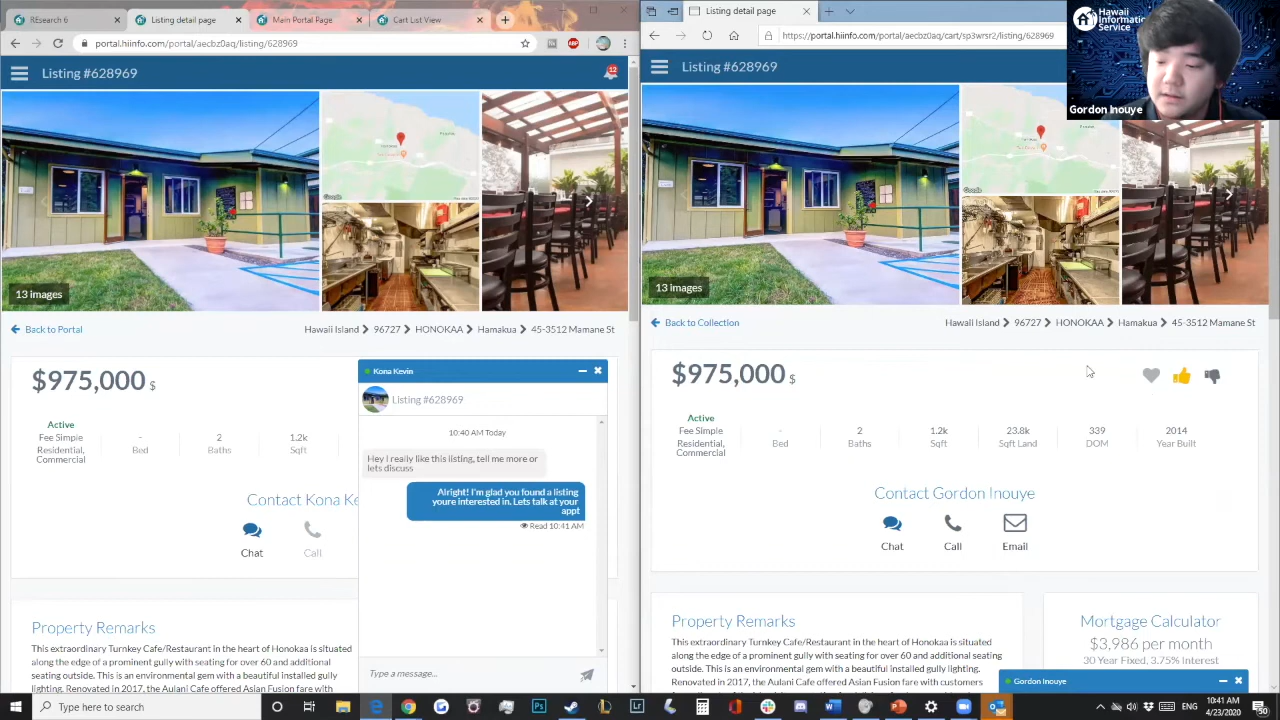 RSearch
Listing detail page
Main Portal Page
Cart List View
portal.hiinfo.com/portal/aecbz0aq/listing/628969
ABP
Listing #628969
12
13 images
Back to Portal
Hawaii Island
96727
HONOKAA
Hamakua
45-3512 Mamane St
$975,000 $
Active
Fee Simple
Residential,
Commercial
-
Bed
2
Baths
1.2k
Sqft
Contact Kona Ke
Chat
Call
Kona Kevin
Listing #628969
10:40 AM Today
Hey I really like this listing, tell me more or
lets discuss
Alright! I'm glad you found a listing
youre interested in. Lets talk at your
appt
Read 10:41 AM
Type a message...
Property Remarks
This extraordinary Turnkey Cafe/Restaurant in the heart of Honokaa is situated
along the edge of a prominent gully with seating for over 60 and additional
seating outside. This is an environmental gem with a beautiful installed gully
lighting. Renovated in 2017, the Aulani Cafe offered Asian Fusion fare with
Listing detail page
https://portal.hiinfo.com/portal/aecbz0aq/cart/sp3wrsr2/listing/628969
Listing #628969
Hawaii
Information
Service
Gordon Inouye
Google
13 images
Back to Collection
Hawaii Island
96727
HONOKAA
Hamakua
45-3512 Mamane St
$975,000 $
Active
Fee Simple
Residential,
Commercial
-
Bed
2
Baths
1.2k
Sqft
23.8k
Sqft Land
339
DOM
2014
Year Built
Contact Gordon Inouye
Chat
Call
Email
Property Remarks
This extraordinary Turnkey Cafe/Restaurant in the heart of Honokaa is situated
along the edge of a prominent gully with seating for over 60 and additional
seating outside. This is an environmental gem with a beautiful installed gully lighting.
Renovated in 2017, the Aulani Cafe offered Asian Fusion fare with customers
Mortgage Calculator
$3,986 per month
30 Year Fixed, 3.75% Interest
Gordon Inouye
Type here to search
ENG
10:41 AM
4/23/2020
50